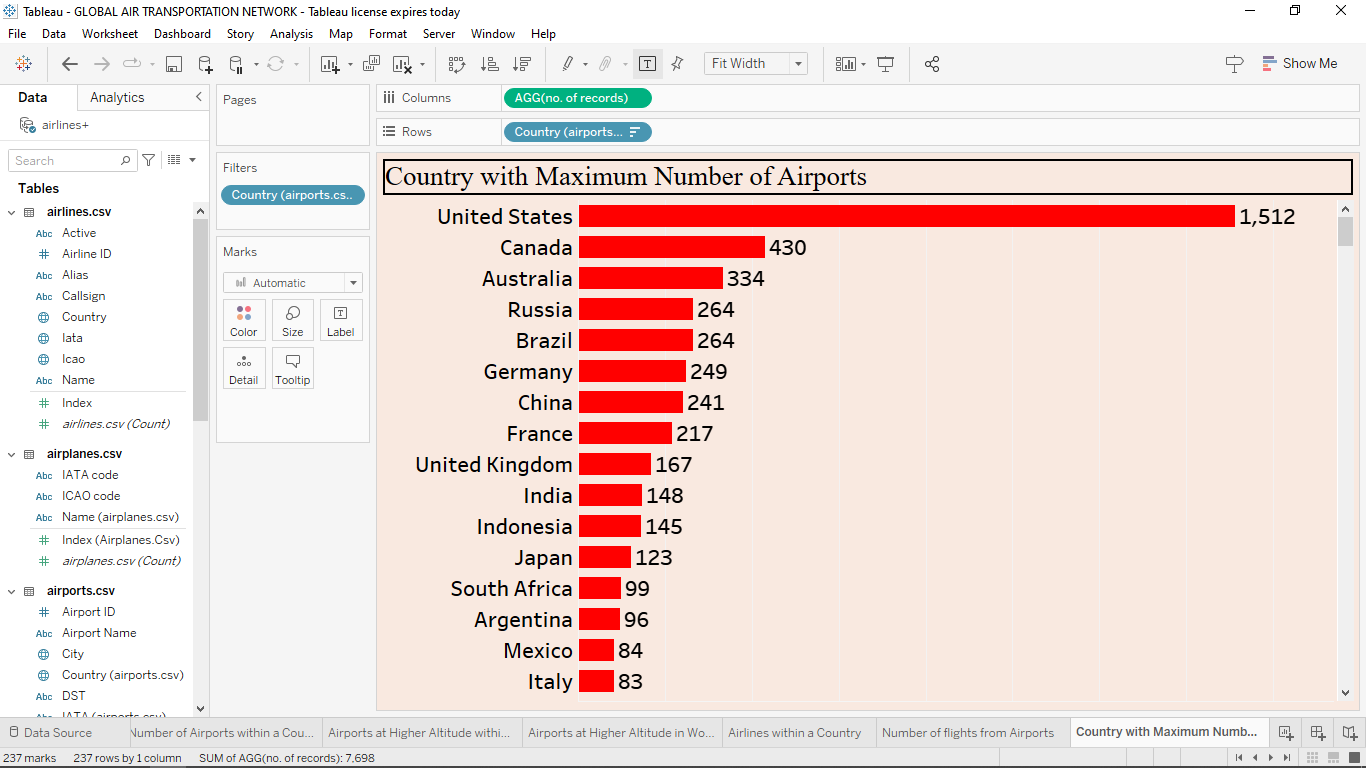 Tableau - GLOBAL AIR TRANSPORTATION NETWORK - Tableau license expires today
File Data Worksheet Dashboard Story Analysis Map Format Server Window Help
Fit Width
Show Me
Data Analytics
airlines+
Search
Tables
airlines.csv
Abc Active
# Airline ID
Abc Alias
Abc Callsign
Country
Iata
Icao
Abc Name
# Index
# airlines.csv (Count)
airplanes.csv
Abc IATA code
Abc ICAO code
Abc Name (airplanes.csv)
# Index (Airplanes.Csv)
# airplanes.csv (Count)
airports.csv
# Airport ID
Abc Airport Name
City
Country (airports.csv)
Abc DST
Abc IATA (airports.csv)
Pages
Filters
Country (airports.cs..
Marks
Automatic
Color Size Label
Detail Tooltip
Columns AGG(no. of records)
Rows Country (airports...
Country with Maximum Number of Airports
United States 1,512
Canada 430
Australia 334
Russia 264
Brazil 264
Germany 249
China 241
France 217
United Kingdom 167
India 148
Indonesia 145
Japan 123
South Africa 99
Argentina 96
Mexico 84
Italy 83
Data Source Number of Airports within a Cou... Airports at Higher Altitude withi... Airports at Higher Altitude in Wo... Airlines within a Country Number of flights from Airports Country with Maximum Numb...
237 marks 237 rows by 1 column SUM of AGG(no. of records): 7,698